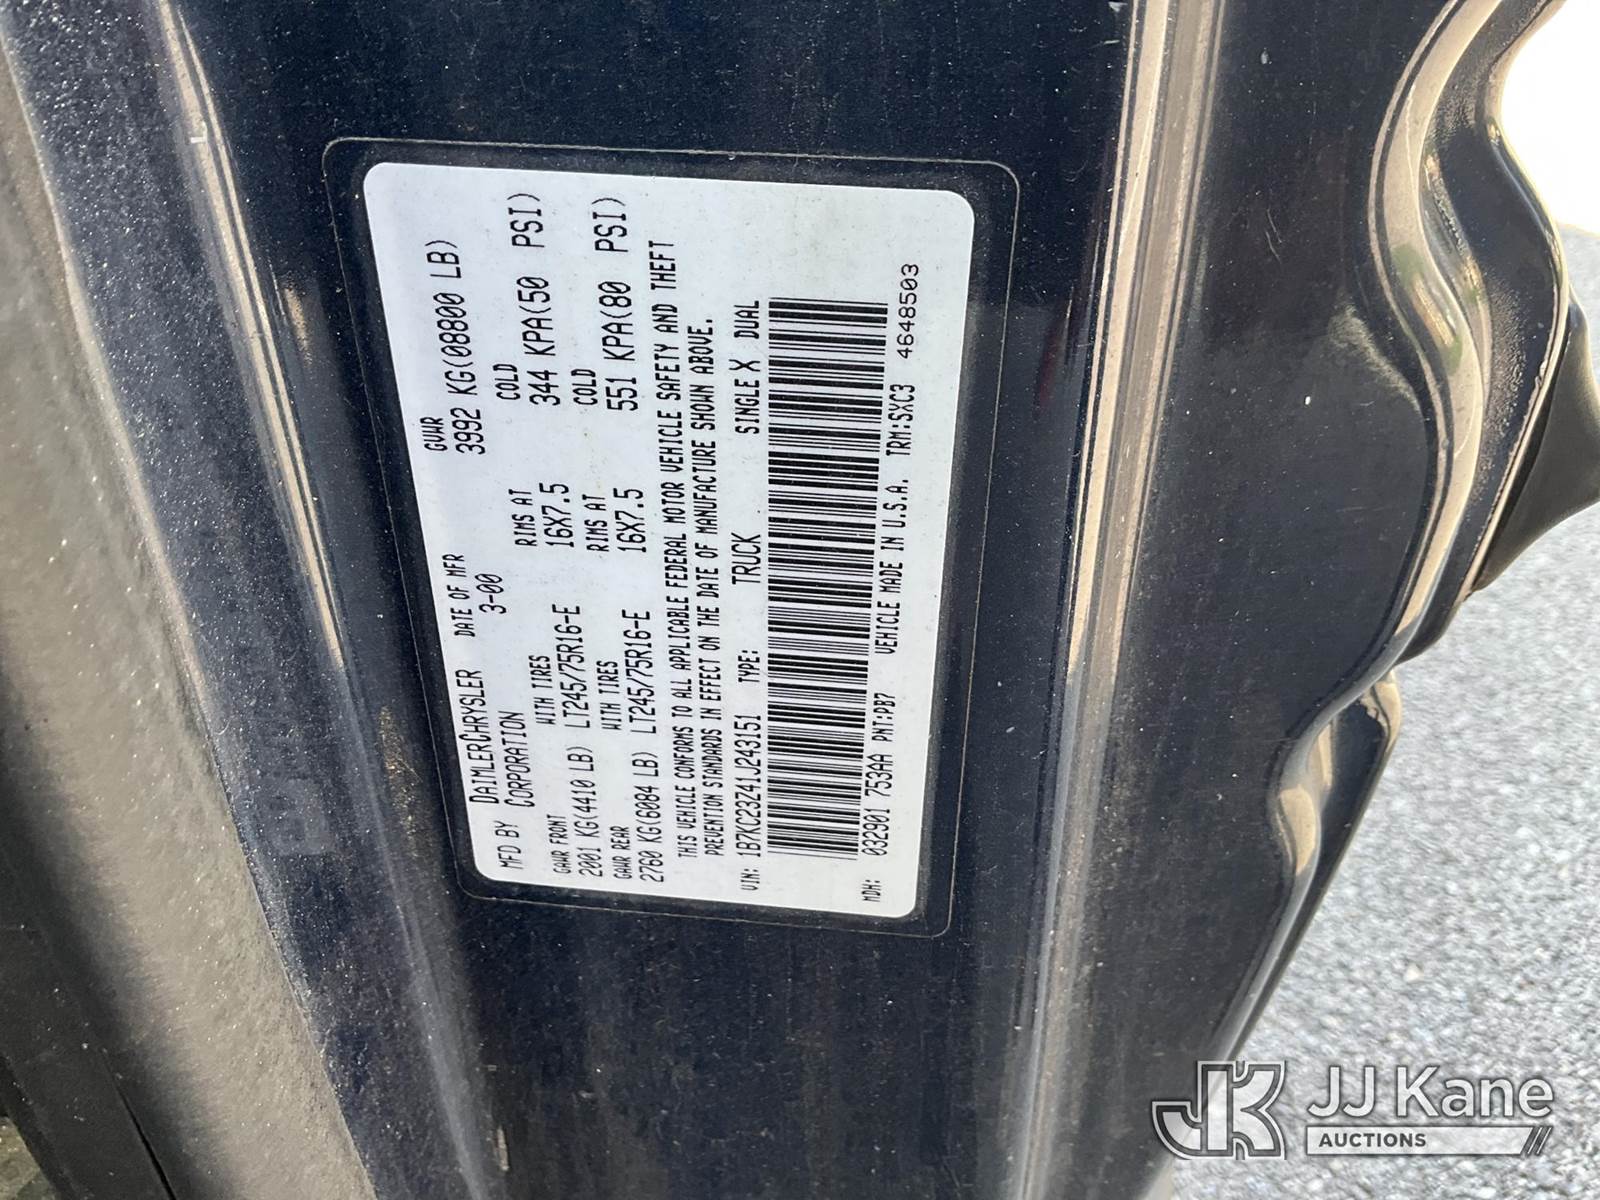 MFD BY DAIMLERCHRYSLER CORPORATION DATE OF MFR 3-00 GVWR 3992 KG(08800 LB)
GAWR FRONT WITH TIRES RIMS AT COLD
2001 KG(4410 LB) LT245/75R16-E 16X7.5 344 KPA(50 PSI)
GAWR REAR WITH TIRES RIMS AT COLD
2760 KG(6084 LB) LT245/75R16-E 16X7.5 551 KPA(80 PSI)
THIS VEHICLE CONFORMS TO ALL APPLICABLE FEDERAL MOTOR VEHICLE SAFETY AND THEFT
PREVENTION STANDARDS IN EFFECT ON THE DATE OF MANUFACTURE SHOWN ABOVE.
VIN: 1B7KC23Z41J243151 TYPE: TRUCK SINGLE X DUAL
MDH: 032901 753AA PNT:PB7 VEHICLE MADE IN U.S.A. TRM:SXC3 4648503
JK JJ Kane
AUCTIONS